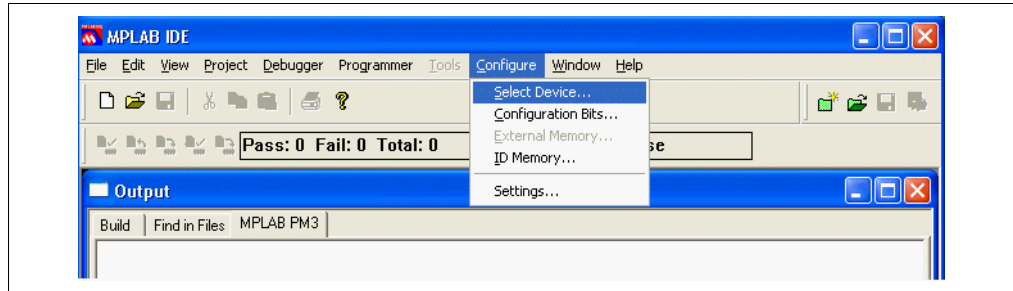 MPLAB IDE
File Edit View Project Debugger Programmer Tools Configure Window Help
Select Device...
Configuration Bits...
External Memory...
ID Memory...
Settings...
Pass: 0 Fail: 0 Total: 0 se
Output
Build Find in Files MPLAB PM3